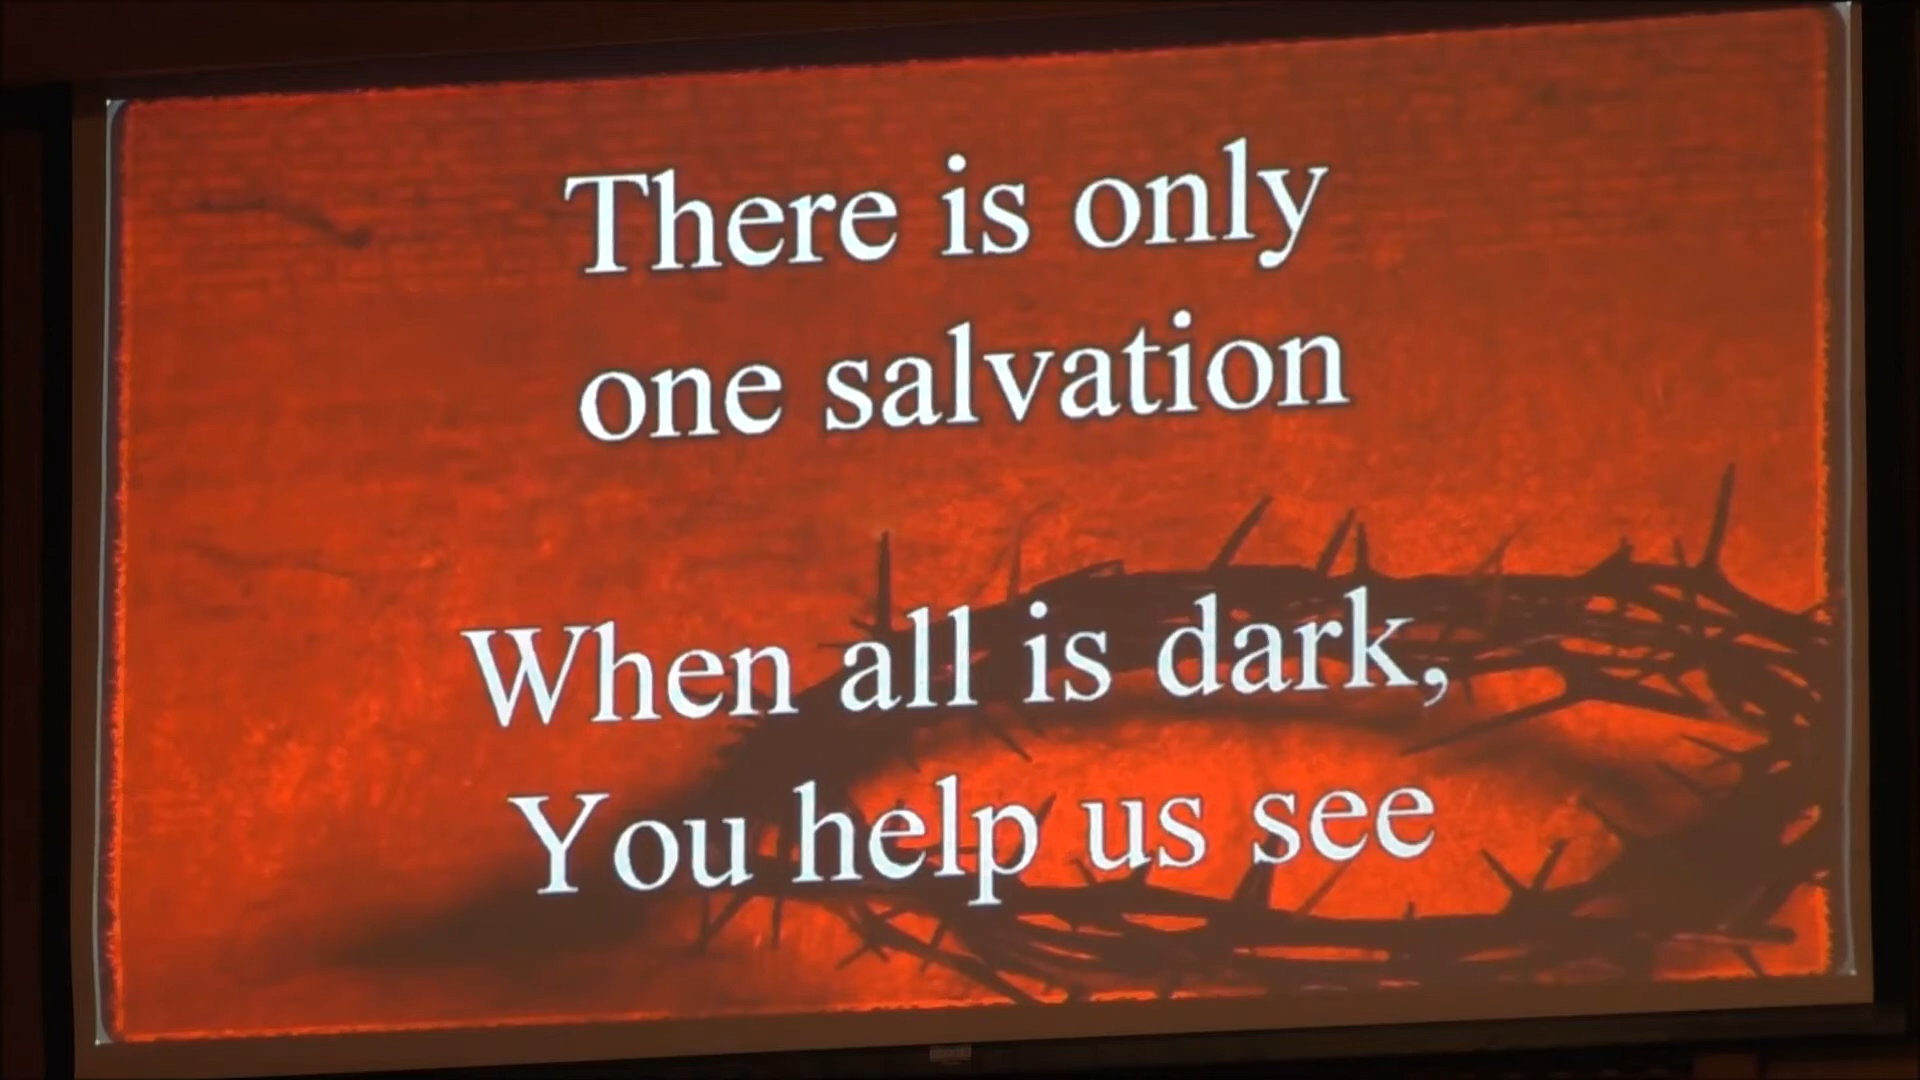 There is only
one salvation
When all is dark,
You help us see